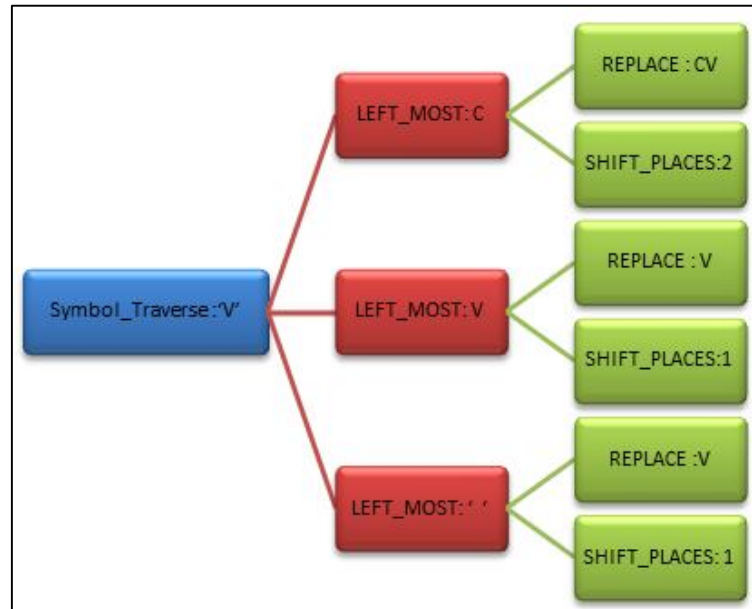 Symbol_Traverse :‘V’
LEFT_MOST: C
REPLACE : CV
SHIFT_PLACES:2
LEFT_MOST: V
REPLACE : V
SHIFT_PLACES:1
LEFT_MOST: ‘ ‘
REPLACE :V
SHIFT_PLACES: 1